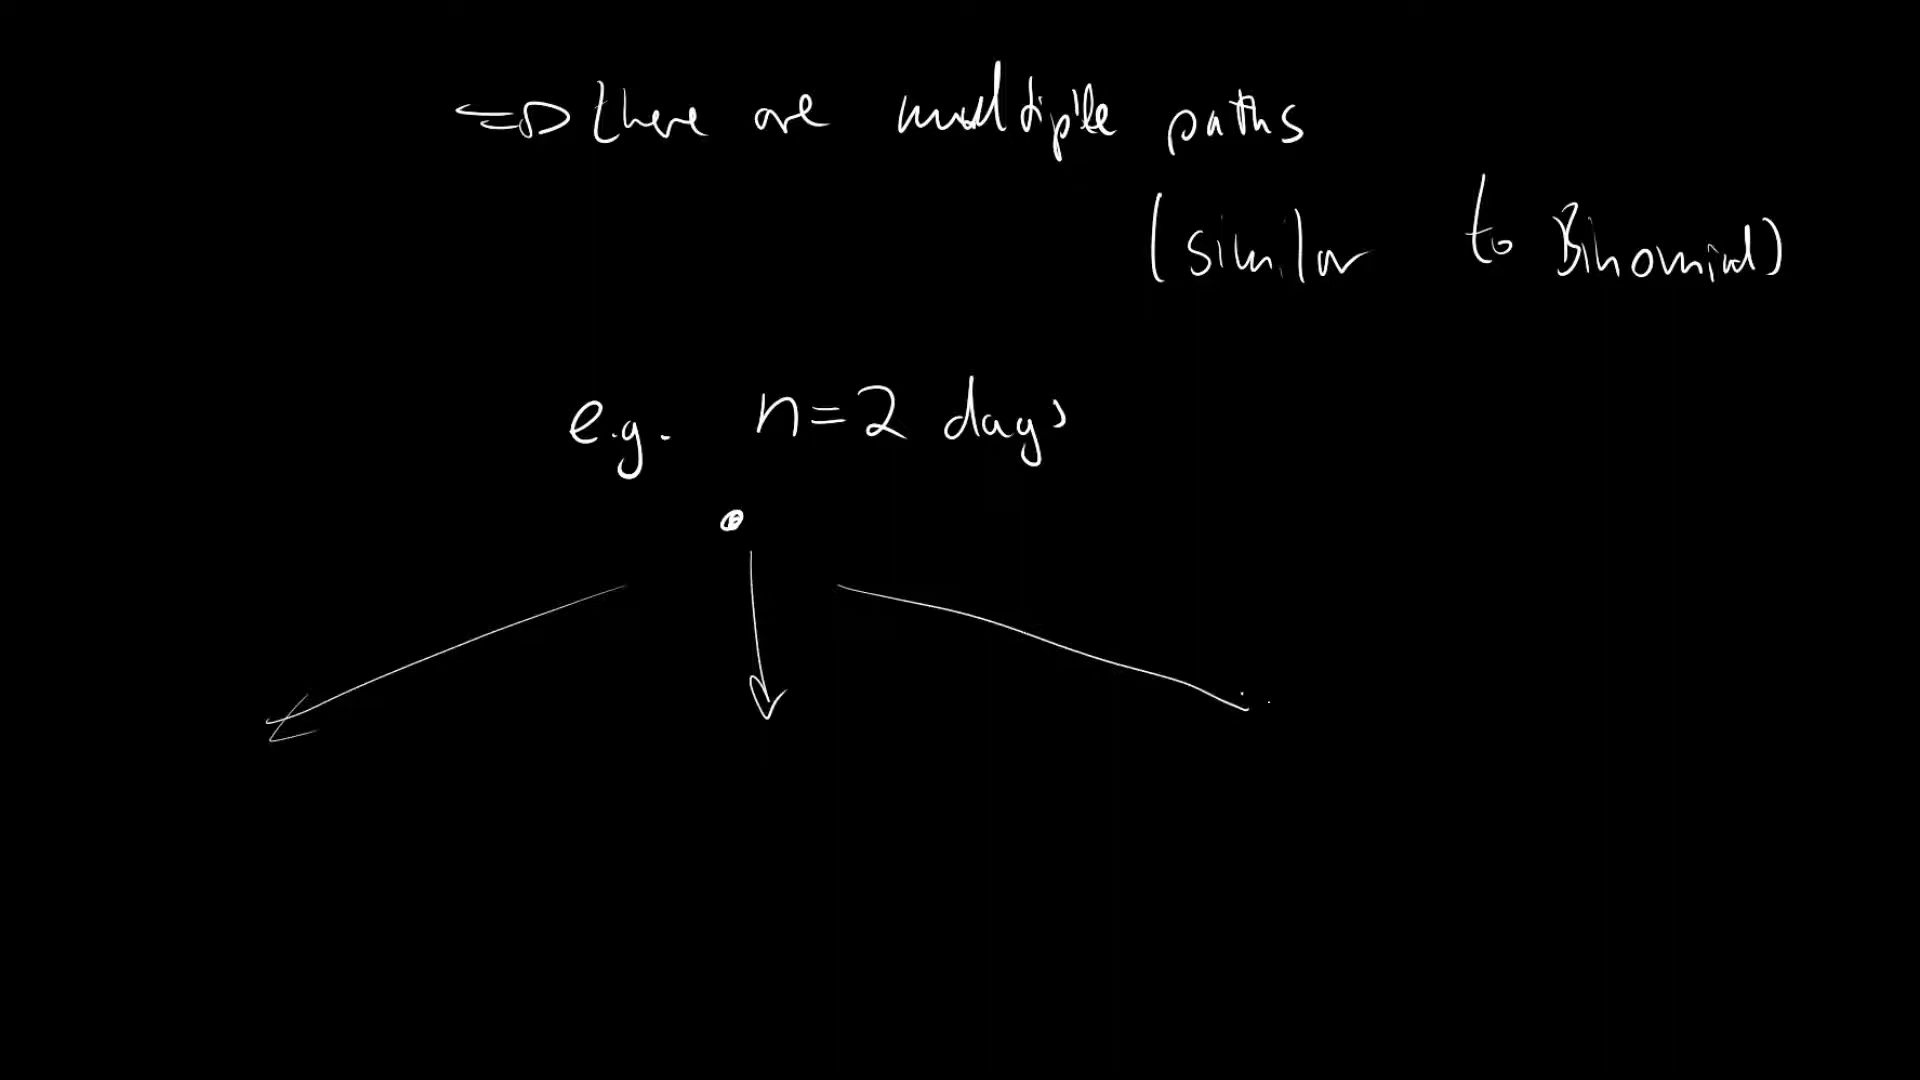 ⇒ there are multiple paths
(similar to Binomial)
e.g. n=2 days